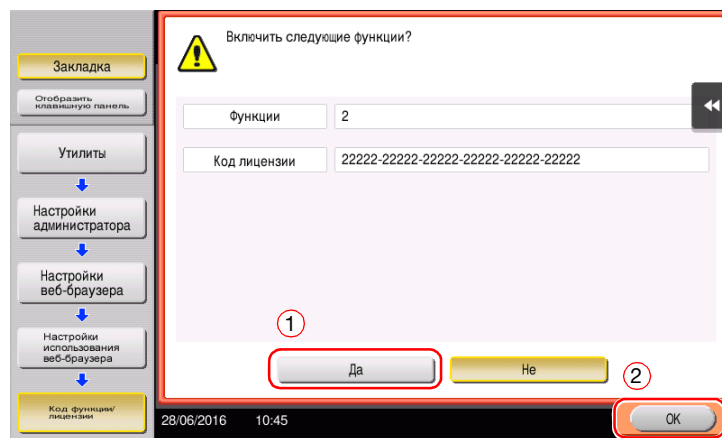 Закладка
Отобразить
клавишную панель
Утилиты
Настройки
администратора
Настройки
веб-браузера
Настройки
использования
веб-браузера
Код функции/
лицензии
Включить следующие функции?
Функции 2
Код лицензии 22222-22222-22222-22222-22222-22222
1
Да Не
2
28/06/2016 10:45 OK